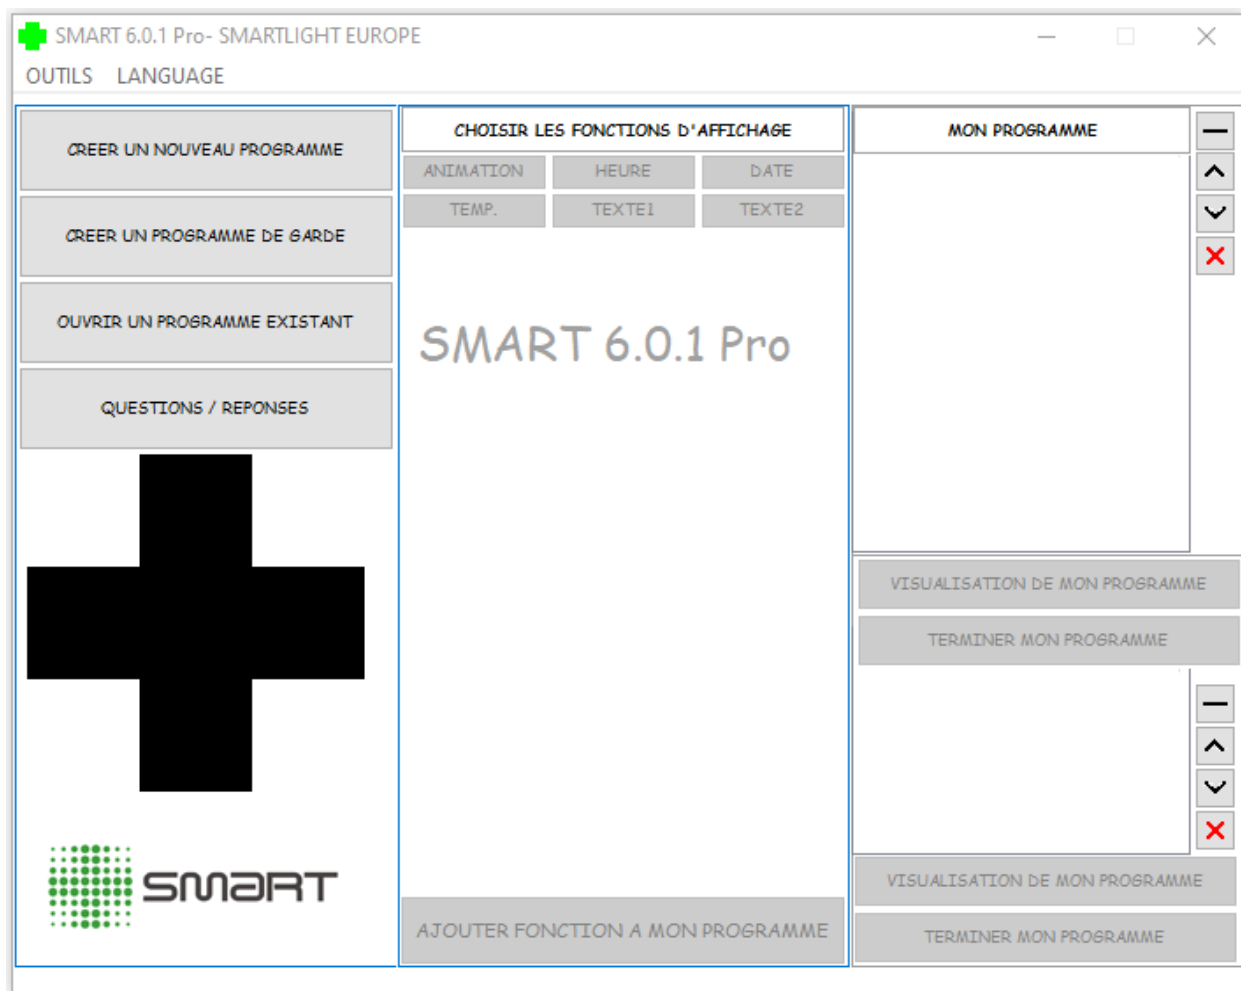 SMART 6.0.1 Pro- SMARTLIGHT EUROPE
OUTILS LANGUAGE
CREER UN NOUVEAU PROGRAMME
CREER UN PROGRAMME DE GARDE
OUVRIR UN PROGRAMME EXISTANT
QUESTIONS / REPONSES
SMART
CHOISIR LES FONCTIONS D'AFFICHAGE
ANIMATION HEURE DATE
TEMP. TEXTE1 TEXTE2
SMART 6.0.1 Pro
AJOUTER FONCTION A MON PROGRAMME
MON PROGRAMME
VISUALISATION DE MON PROGRAMME
TERMINER MON PROGRAMME
VISUALISATION DE MON PROGRAMME
TERMINER MON PROGRAMME